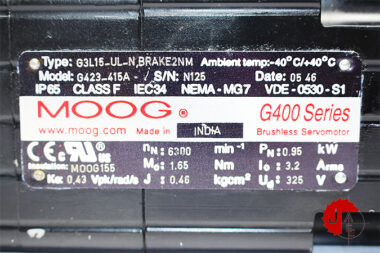 Type: G3L15-UL-N,BRAKE2NM Ambient temp:-40°C/+40°C
Model: G423-415A- / S/N: N125 Date: 05 46
IP65 CLASS F IEC34 NEMA-MG7 VDE-0530-S1
MOOG® G400 Series
www.moog.com Made in INDIA Brushless Servomotor
nN: 6300 min⁻¹ PN: 0.95 kW
Insulation: MOOG155 M₀: 1.65 Nm I₀: 3.2 Arms
Ke: 0.43 Vpk/rad/s J: 0.46 kgcm² Ud: 325 V